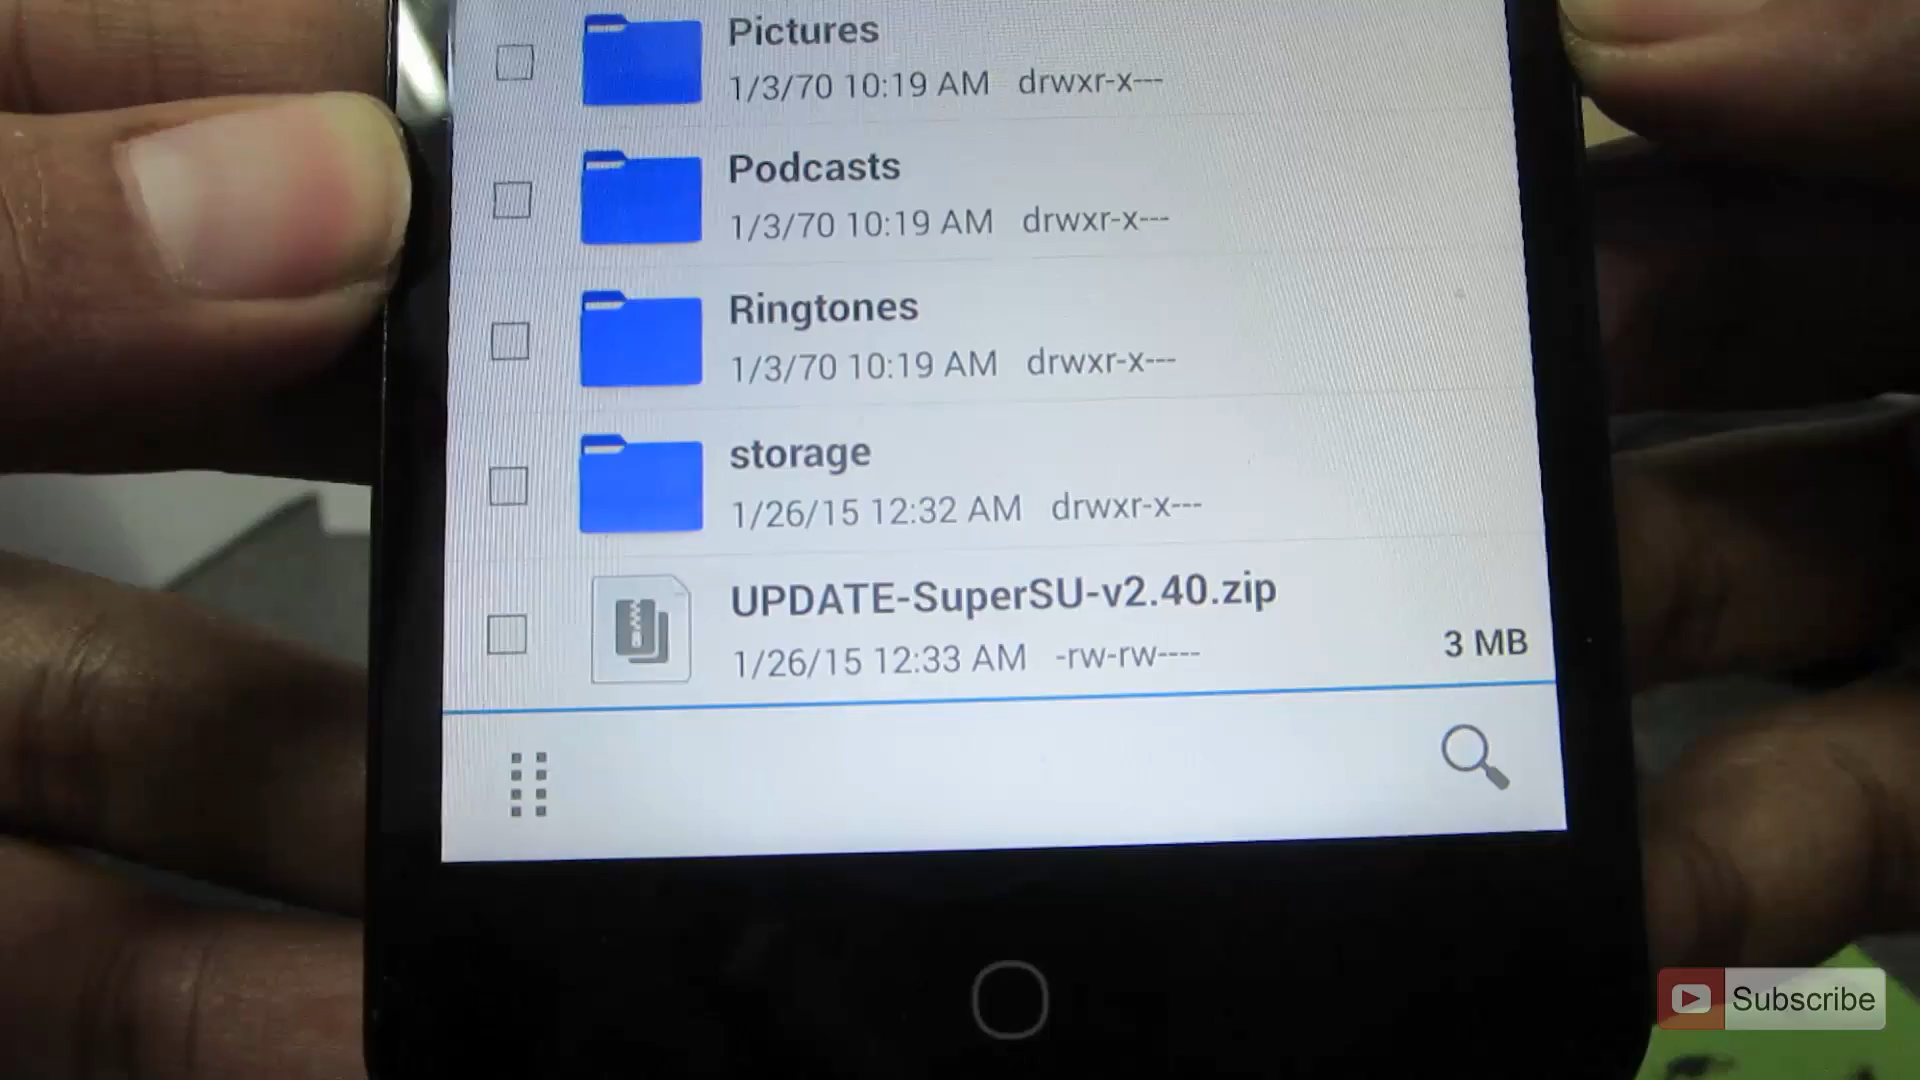 Pictures
1/3/70 10:19 AM drwxr-x---
Podcasts
1/3/70 10:19 AM drwxr-x---
Ringtones
1/3/70 10:19 AM drwxr-x---
storage
1/26/15 12:32 AM drwxr-x---
UPDATE-SuperSU-v2.40.zip
1/26/15 12:33 AM -rw-rw---- 3 MB
Subscribe